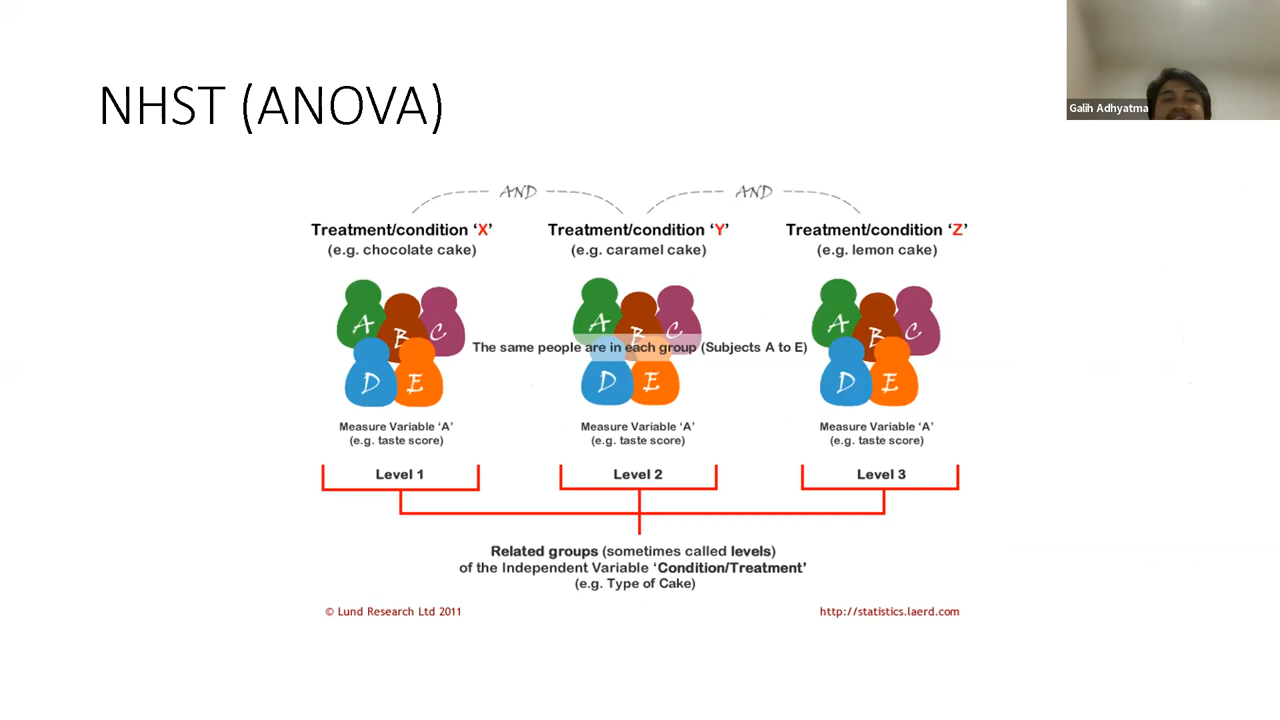 Galih Adhyatma
NHST (ANOVA)
AND
AND
Treatment/condition ‘X’
(e.g. chocolate cake)
Treatment/condition ‘Y’
(e.g. caramel cake)
Treatment/condition ‘Z’
(e.g. lemon cake)
A
B
C
D
E
A
B
C
D
E
A
B
C
D
E
The same people are in each group (Subjects A to E)
Measure Variable ‘A’
(e.g. taste score)
Measure Variable ‘A’
(e.g. taste score)
Measure Variable ‘A’
(e.g. taste score)
Level 1
Level 2
Level 3
Related groups (sometimes called levels)
of the Independent Variable ‘Condition/Treatment’
(e.g. Type of Cake)
© Lund Research Ltd 2011
http://statistics.laerd.com